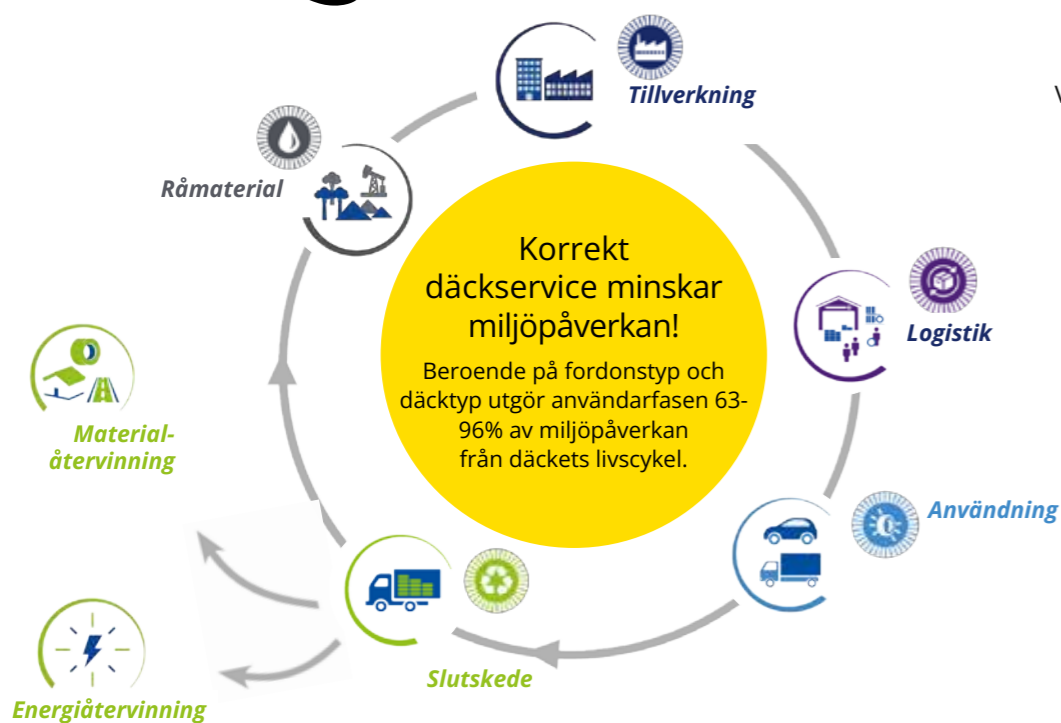 Tillverkning
V
Råmaterial
Korrekt
däckservice minskar
miljöpåverkan!
Beroende på fordonstyp och
däcktyp utgör användarfasen 63-
96% av miljöpåverkan
från däckets livscykel.
Logistik
Material-
återvinning
Användning
Slutskede
Energiåtervinning